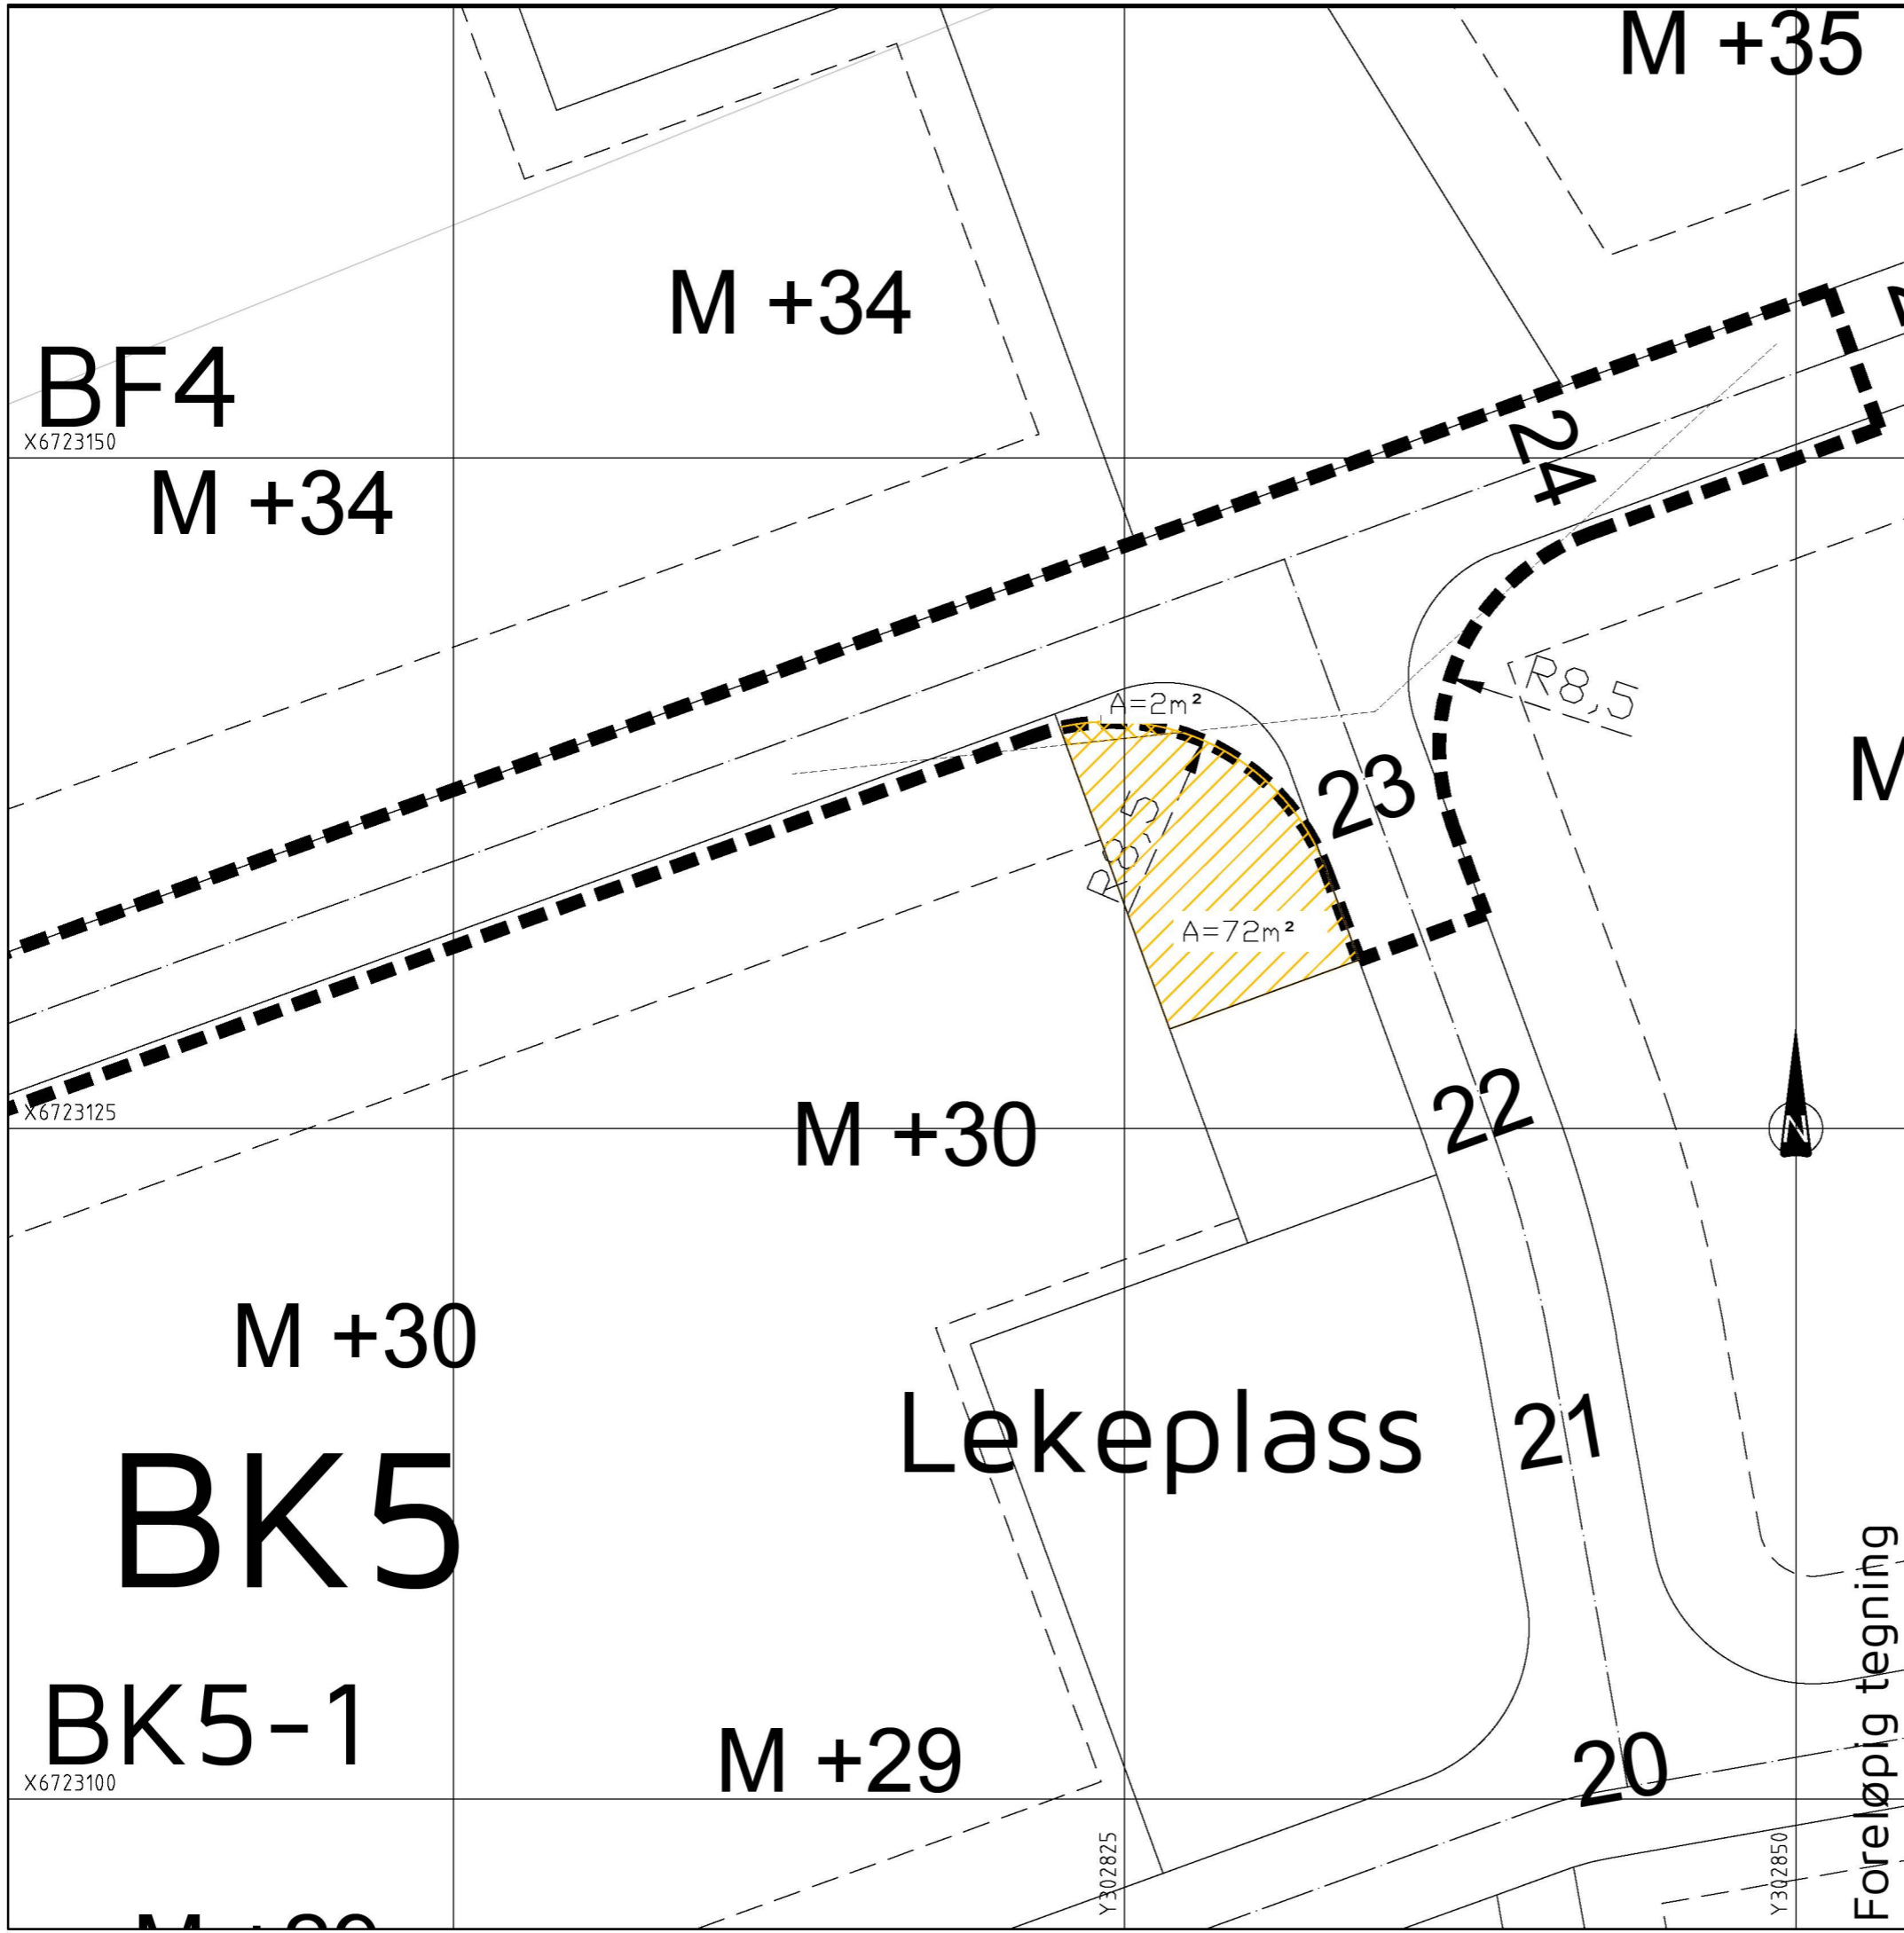 M +35
M +34
BF4
X6723150
M +34
24
R8,5
A=2m²
23
R8,5
A=72m²
X6723125
M +30
22
N
M +30
Lekeplass
21
BK5
BK5-1
M +29
20
X6723100
Y302825
Y302850
Foreløpig tegning
M